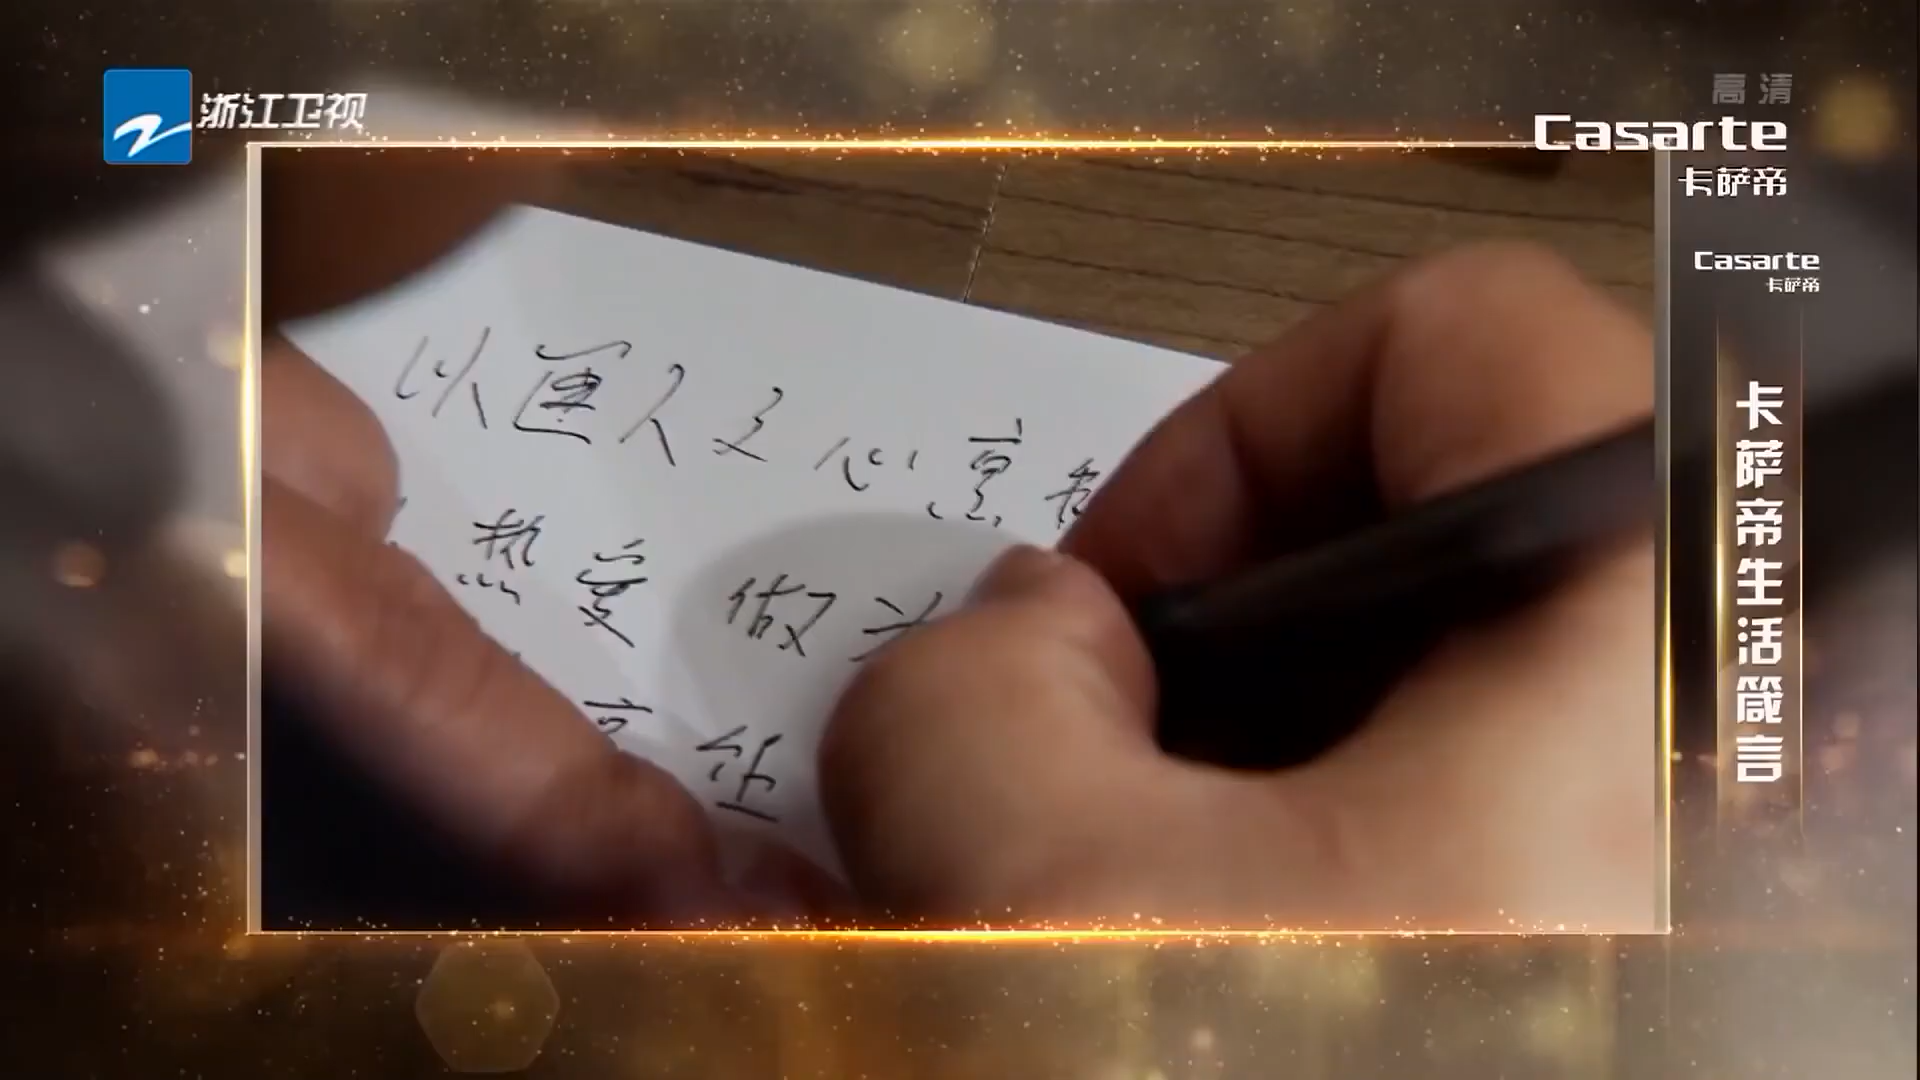 浙江卫视
高清
Casarte
卡萨帝
Casarte
卡萨帝
卡萨帝生活箴言
以匠人之心意
热爱 做